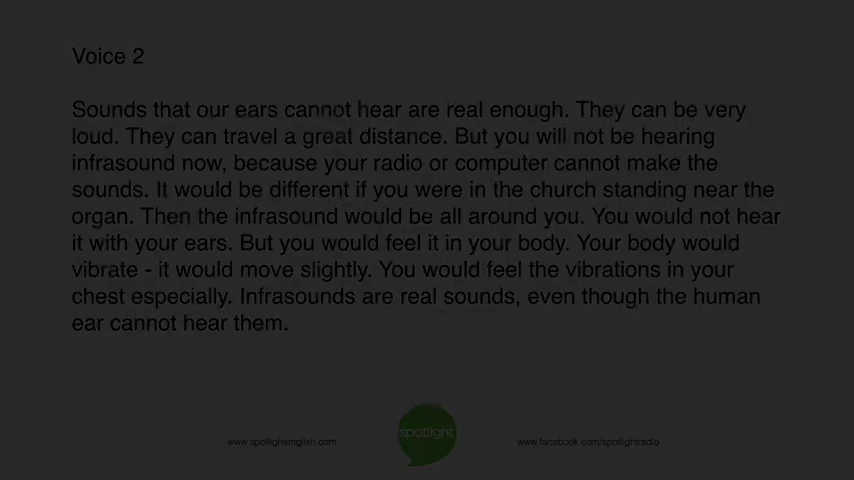 Voice 2
Sounds that our ears cannot hear are real enough. They can be very
loud. They can travel a great distance. But you will not be hearing
infrasound now, because your radio or computer cannot make the
sounds. It would be different if you were in the church standing near the
organ. Then the infrasound would be all around you. You would not hear
it with your ears. But you would feel it in your body. Your body would
vibrate - it would move slightly. You would feel the vibrations in your
chest especially. Infrasounds are real sounds, even though the human
ear cannot hear them.
spotlight
www.spotlightenglish.com www.facebook.com/spotlightradio